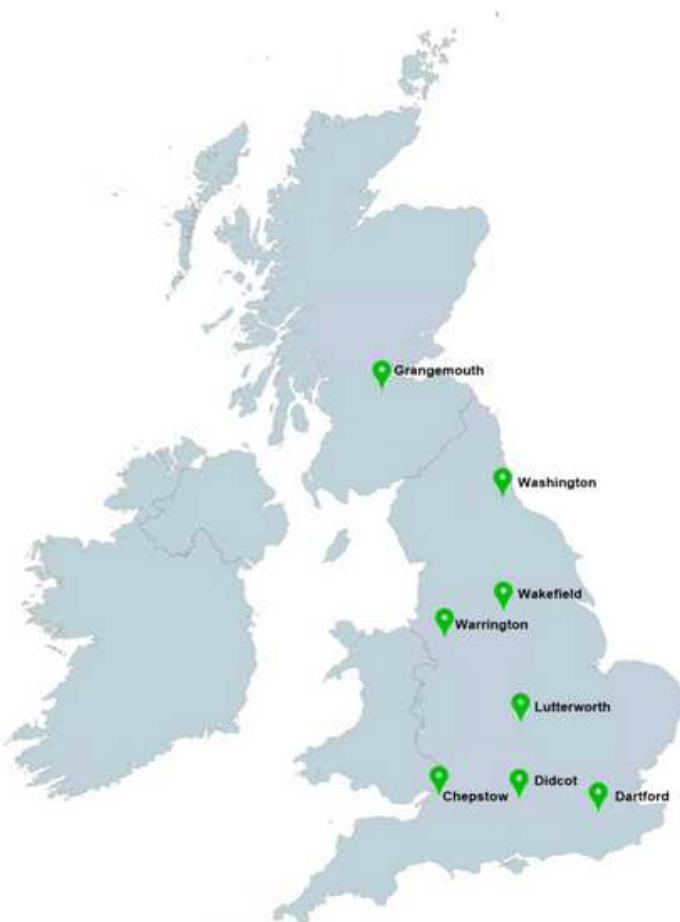 Grangemouth
Washington
Wakefield
Warrington
Lutterworth
Didcot
Chepstow
Dartford